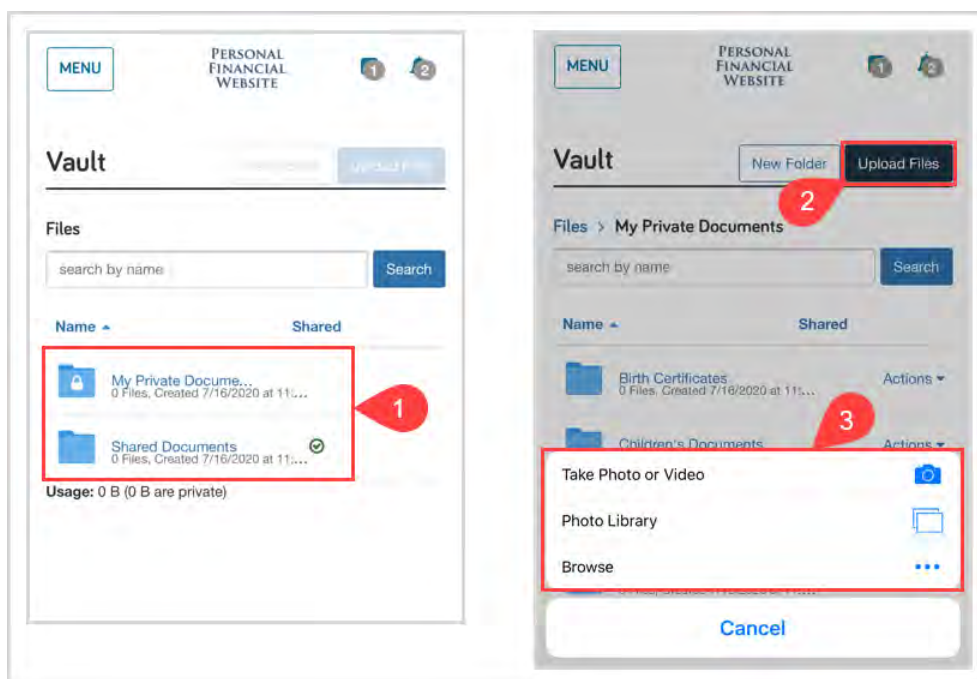 MENU
PERSONAL
FINANCIAL
WEBSITE
1
2
Vault
Files
search by name
Search
Name
Shared
My Private Docume...
0 Files, Created 7/16/2020 at 11:...
Shared Documents
0 Files, Created 7/16/2020 at 11:...
Usage: 0 B (0 B are private)
1
MENU
PERSONAL
FINANCIAL
WEBSITE
1
2
Vault
New Folder
Upload Files
2
Files > My Private Documents
search by name
Search
Name
Shared
Birth Certificates
0 Files, Created 7/16/2020 at 11:...
Actions
Children's Documents
Actions
3
Take Photo or Video
Photo Library
Browse
Cancel